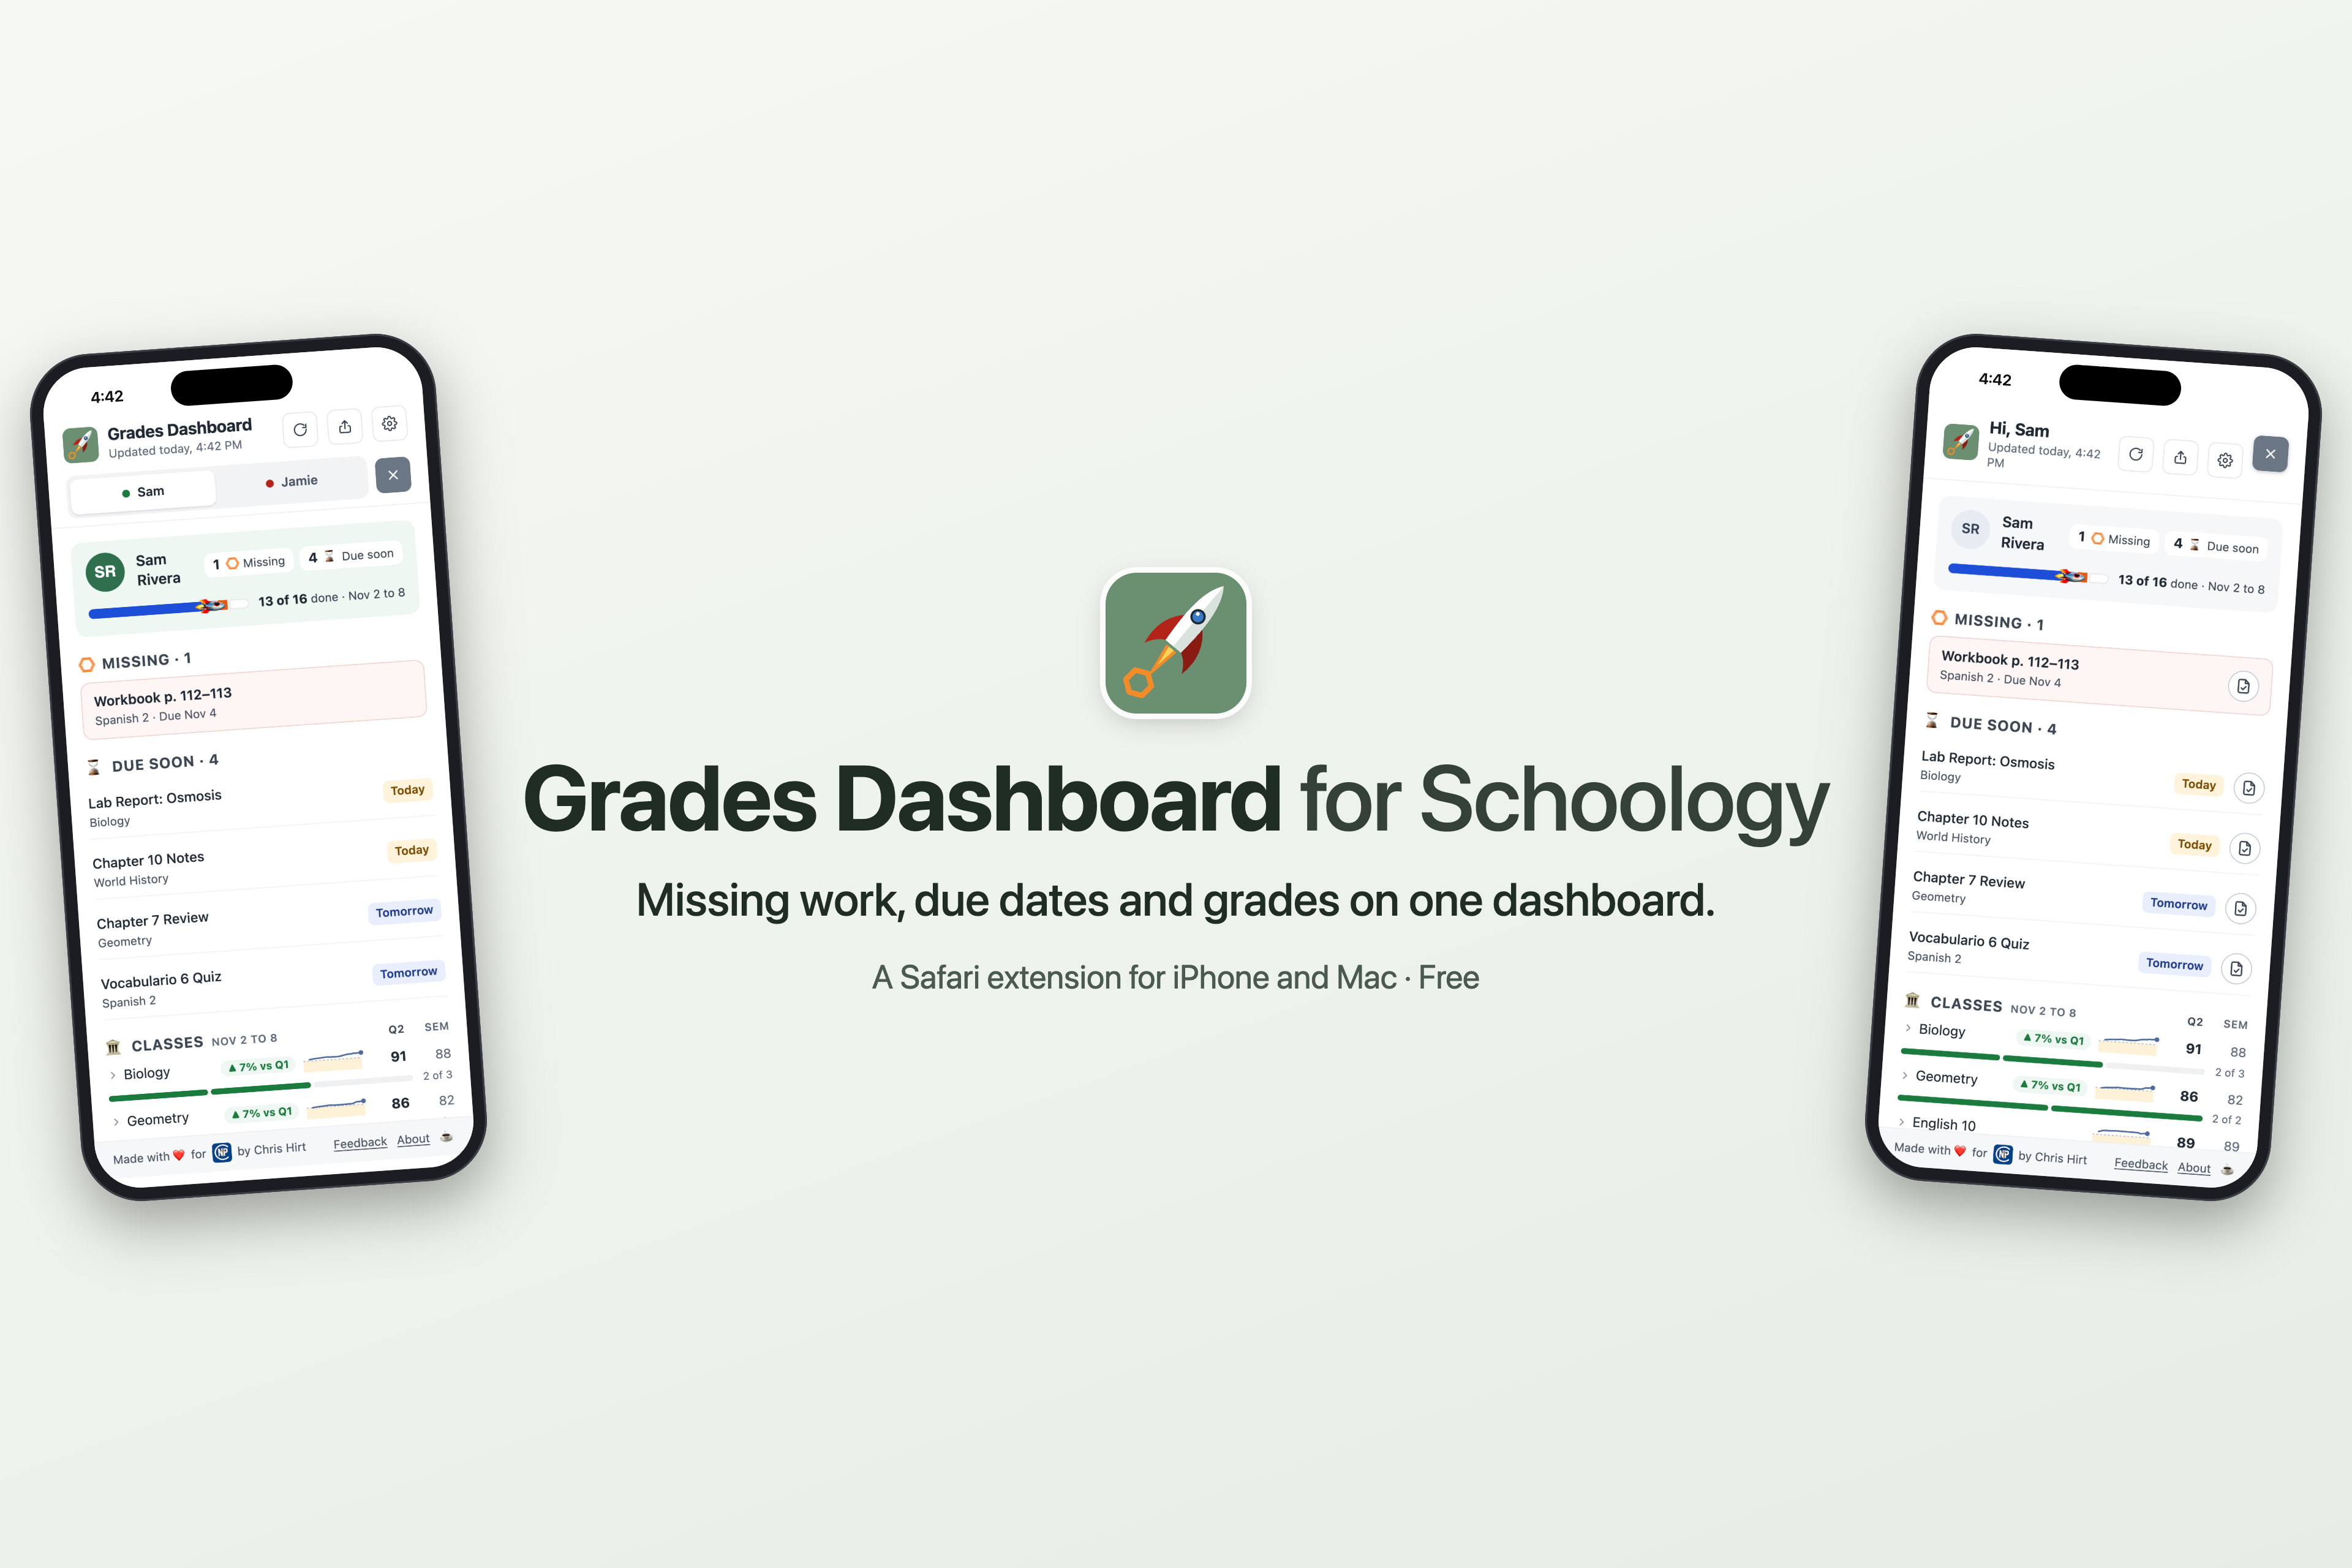 4:42
Grades Dashboard
Updated today, 4:42 PM
Sam
Jamie
SR
Sam
Rivera
1 Missing
4 Due soon
13 of 16 done · Nov 2 to 8
MISSING · 1
Workbook p. 112–113
Spanish 2 · Due Nov 4
DUE SOON · 4
Lab Report: Osmosis
Biology
Today
Chapter 10 Notes
World History
Today
Chapter 7 Review
Geometry
Tomorrow
Vocabulario 6 Quiz
Spanish 2
Tomorrow
CLASSES NOV 2 TO 8 Q2 SEM
Biology ▲ 7% vs Q1 91 88
2 of 3
Geometry ▲ 7% vs Q1 86 82
Made with ❤️ for NP by Chris Hirt Feedback About
Grades Dashboard for Schoology
Missing work, due dates and grades on one dashboard.
A Safari extension for iPhone and Mac · Free
4:42
Hi, Sam
Updated today, 4:42
PM
SR
Sam
Rivera
1 Missing
4 Due soon
13 of 16 done · Nov 2 to 8
MISSING · 1
Workbook p. 112–113
Spanish 2 · Due Nov 4
DUE SOON · 4
Lab Report: Osmosis
Biology
Today
Chapter 10 Notes
World History
Today
Chapter 7 Review
Geometry
Tomorrow
Vocabulario 6 Quiz
Spanish 2
Tomorrow
CLASSES NOV 2 TO 8 Q2 SEM
Biology ▲ 7% vs Q1 91 88
2 of 3
Geometry ▲ 7% vs Q1 86 82
2 of 2
English 10 89 89
Made with ❤️ for NP by Chris Hirt Feedback About